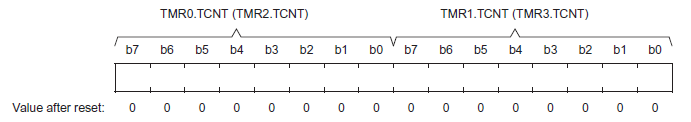 TMR0.TCNT (TMR2.TCNT) TMR1.TCNT (TMR3.TCNT)
b7 b6 b5 b4 b3 b2 b1 b0 b7 b6 b5 b4 b3 b2 b1 b0
Value after reset: 0 0 0 0 0 0 0 0 0 0 0 0 0 0 0 0